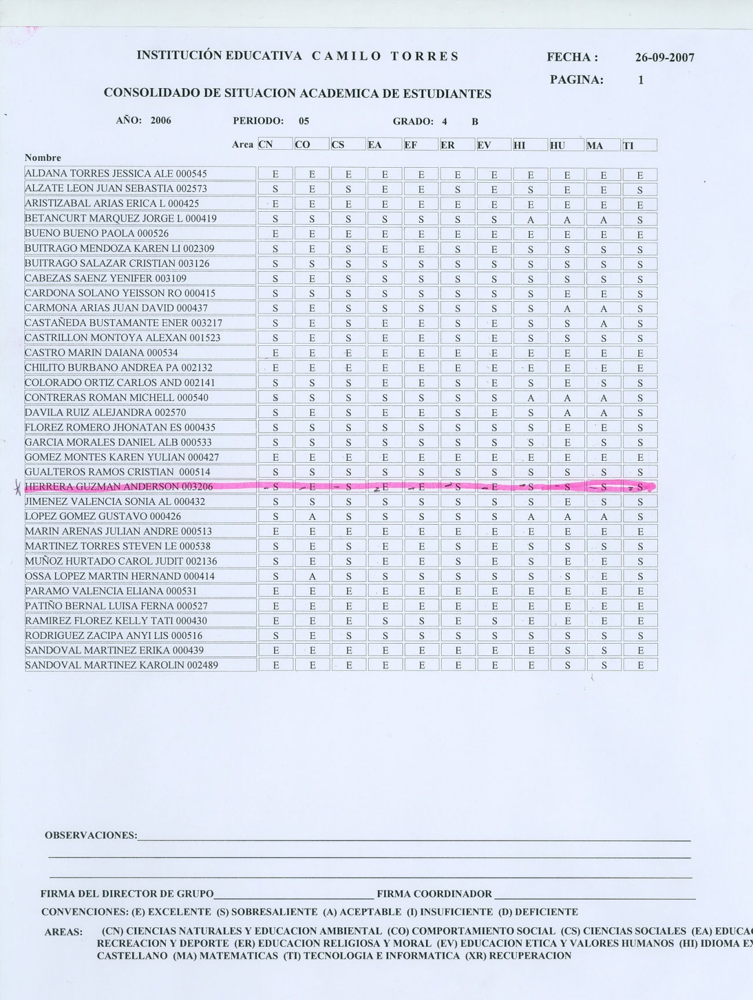 INSTITUCIÓN EDUCATIVA C A M I L O T O R R E S FECHA : 26-09-2007
PAGINA: 1
CONSOLIDADO DE SITUACION ACADEMICA DE ESTUDIANTES
AÑO: 2006 PERIODO: 05 GRADO: 4 B
Area CN CO CS EA EF ER EV HI HU MA TI
Nombre
ALDANA TORRES JESSICA ALE 000545 E E E E E E E E E E E
ALZATE LEON JUAN SEBASTIA 002573 S E S E E S E S E E S
ARISTIZABAL ARIAS ERICA L 000425 E E E E E E E E E E E
BETANCURT MARQUEZ JORGE L 000419 S S S S S S S A A A S
BUENO BUENO PAOLA 000526 E E E E E E E E E E E
BUITRAGO MENDOZA KAREN LI 002309 S E S E E S E S S S S
BUITRAGO SALAZAR CRISTIAN 003126 S S S S S S S S S S S
CABEZAS SAENZ YENIFER 003109 S E S S S S S S S S S
CARDONA SOLANO YEISSON RO 000415 S S S S S S S S E E S
CARMONA ARIAS JUAN DAVID 000437 S E S S S S S S A A S
CASTAÑEDA BUSTAMANTE ENER 003217 S E S E E S E S S A S
CASTRILLON MONTOYA ALEXAN 001523 S E S E E S E S S S S
CASTRO MARIN DAIANA 000534 E E E E E E E E E E E
CHILITO BURBANO ANDREA PA 002132 E E E E E E E E E E E
COLORADO ORTIZ CARLOS AND 002141 S S S E E S E S E S S
CONTRERAS ROMAN MICHELL 000540 S S S S S S S A A A S
DAVILA RUIZ ALEJANDRA 002570 S E S E E S E S A A S
FLOREZ ROMERO JHONATAN ES 000435 S S S S S S S S E E S
GARCIA MORALES DANIEL ALB 000533 S S S S S S S S E S S
GOMEZ MONTES KAREN YULIAN 000427 E E E E E E E E E E E
GUALTEROS RAMOS CRISTIAN 000514 S S S S S S S S S S S
HERRERA GUZMAN ANDERSON 003206 S E S E E S E S S S S
JIMENEZ VALENCIA SONIA AL 000432 S S S S S S S S E S S
LOPEZ GOMEZ GUSTAVO 000426 S A S S S S S A A A S
MARIN ARENAS JULIAN ANDRE 000513 E E E E E E E E E E E
MARTINEZ TORRES STEVEN LE 000538 S E S E E S E S S S S
MUÑOZ HURTADO CAROL JUDIT 002136 S E S E E S E S E E S
OSSA LOPEZ MARTIN HERNAND 000414 S A S S S S S S S E S
PARAMO VALENCIA ELIANA 000531 E E E E E E E E E E E
PATIÑO BERNAL LUISA FERNA 000527 E E E E E E E E E E E
RAMIREZ FLOREZ KELLY TATI 000430 E E E S S E S E E E E
RODRIGUEZ ZACIPA ANYI LIS 000516 S E S S S S S S S S S
SANDOVAL MARTINEZ ERIKA 000439 E E E E E E E E S S E
SANDOVAL MARTINEZ KAROLIN 002489 E E E E E E E E S S E
OBSERVACIONES:
FIRMA DEL DIRECTOR DE GRUPO FIRMA COORDINADOR
CONVENCIONES: (E) EXCELENTE (S) SOBRESALIENTE (A) ACEPTABLE (I) INSUFICIENTE (D) DEFICIENTE
AREAS: (CN) CIENCIAS NATURALES Y EDUCACION AMBIENTAL (CO) COMPORTAMIENTO SOCIAL (CS) CIENCIAS SOCIALES (EA) EDUCAC
RECREACION Y DEPORTE (ER) EDUCACION RELIGIOSA Y MORAL (EV) EDUCACION ETICA Y VALORES HUMANOS (HI) IDIOMA EX
CASTELLANO (MA) MATEMATICAS (TI) TECNOLOGIA E INFORMATICA (XR) RECUPERACION